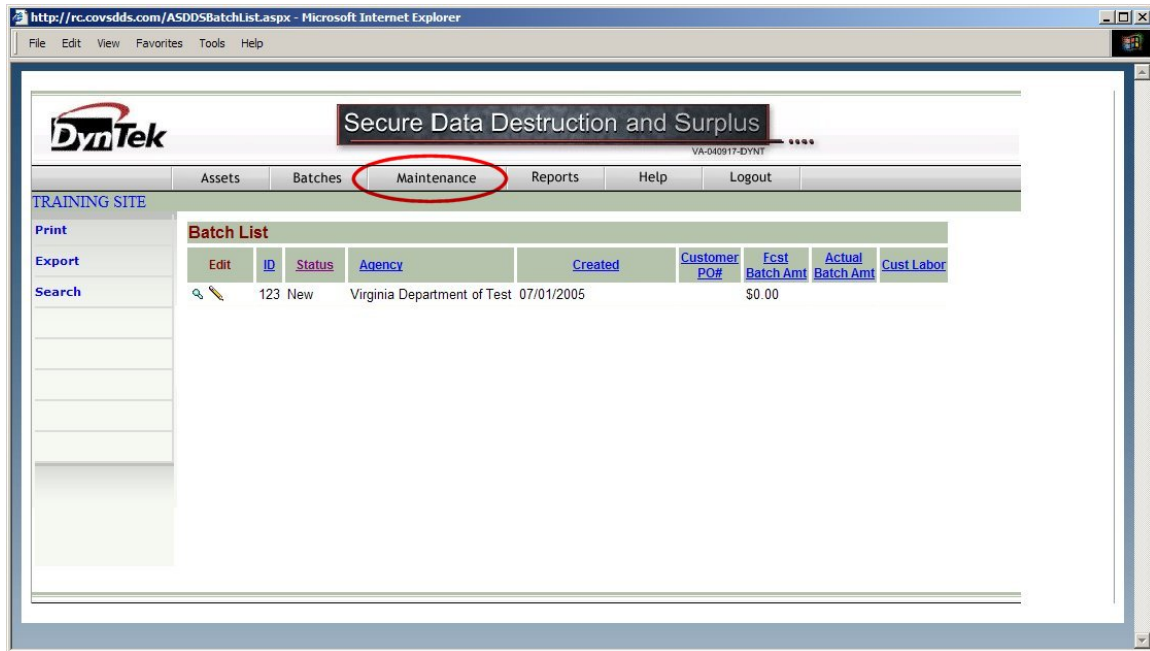 http://rc.covsdds.com/ASDDSBatchList.aspx - Microsoft Internet Explorer
File Edit View Favorites Tools Help
DynTek
Secure Data Destruction and Surplus
VA-040917-DYNT
Assets Batches Maintenance Reports Help Logout
TRAINING SITE
Print
Export
Search
Batch List
Edit ID Status Agency Created Customer PO# Fcst Batch Amt Actual Batch Amt Cust Labor
123 New Virginia Department of Test 07/01/2005 $0.00